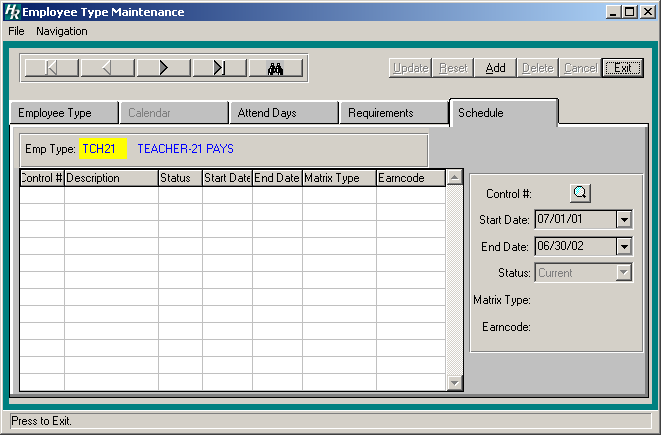 HR Employee Type Maintenance
File Navigation
Update Reset Add Delete Cancel Exit
Employee Type Calendar Attend Days Requirements Schedule
Emp Type: TCH21 TEACHER-21 PAYS
Control # Description Status Start Date End Date Matrix Type Earncode
Control #:
Start Date: 07/01/01
End Date: 06/30/02
Status: Current
Matrix Type:
Earncode:
Press to Exit.